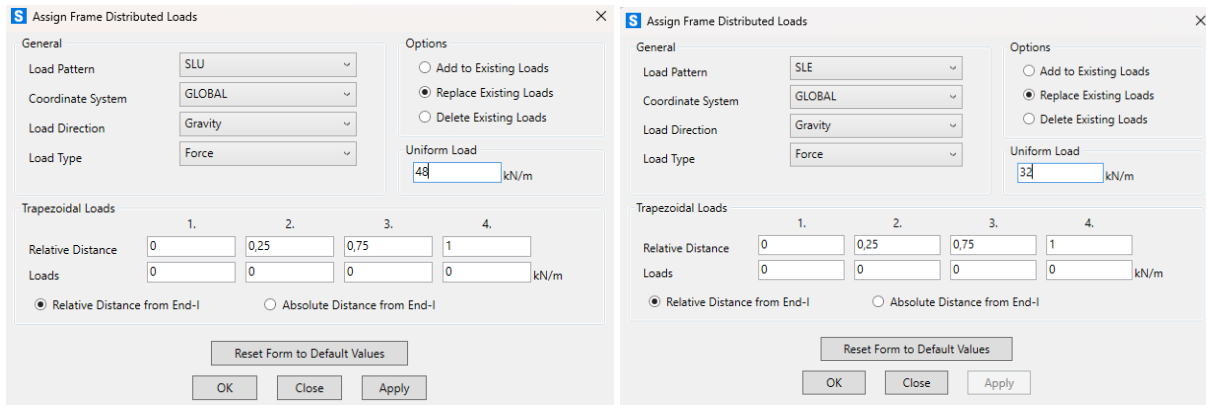 S Assign Frame Distributed Loads
General
Load Pattern SLU
Coordinate System GLOBAL
Load Direction Gravity
Load Type Force
Options
Add to Existing Loads
Replace Existing Loads
Delete Existing Loads
Uniform Load
48 kN/m
Trapezoidal Loads
1. 2. 3. 4.
Relative Distance 0 0,25 0,75 1
Loads 0 0 0 0 kN/m
Relative Distance from End-I Absolute Distance from End-I
Reset Form to Default Values
OK Close Apply
S Assign Frame Distributed Loads
General
Load Pattern SLE
Coordinate System GLOBAL
Load Direction Gravity
Load Type Force
Options
Add to Existing Loads
Replace Existing Loads
Delete Existing Loads
Uniform Load
32 kN/m
Trapezoidal Loads
1. 2. 3. 4.
Relative Distance 0 0,25 0,75 1
Loads 0 0 0 0 kN/m
Relative Distance from End-I Absolute Distance from End-I
Reset Form to Default Values
OK Close Apply